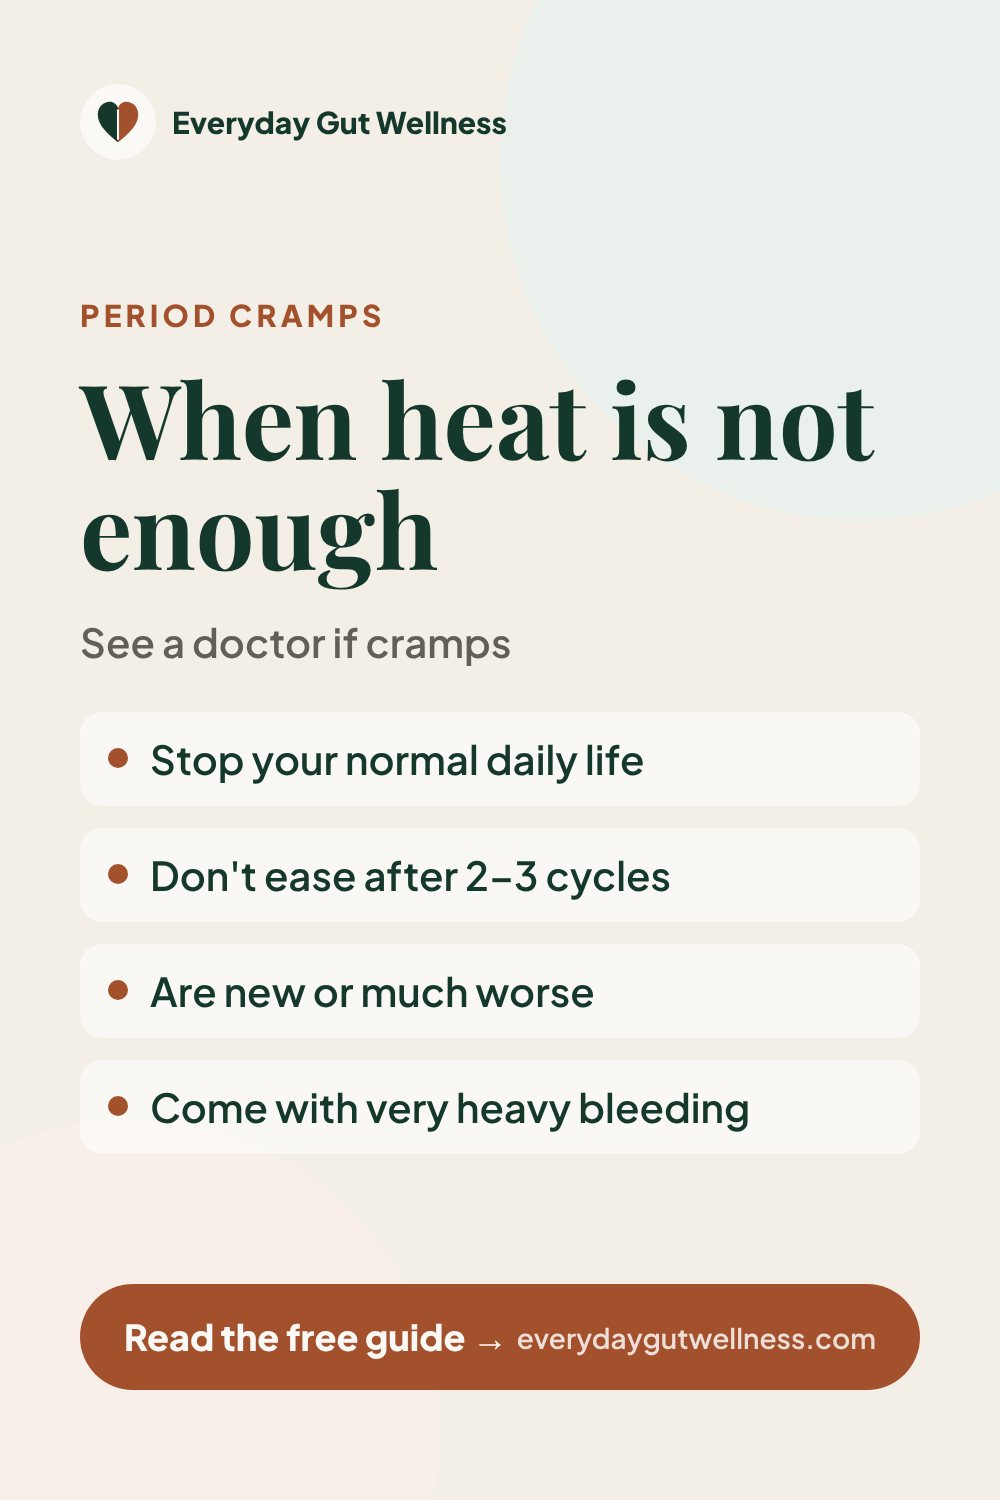 Everyday Gut Wellness
PERIOD CRAMPS
When heat is not
enough
See a doctor if cramps
Stop your normal daily life
Don't ease after 2–3 cycles
Are new or much worse
Come with very heavy bleeding
Read the free guide → everydaygutwellness.com